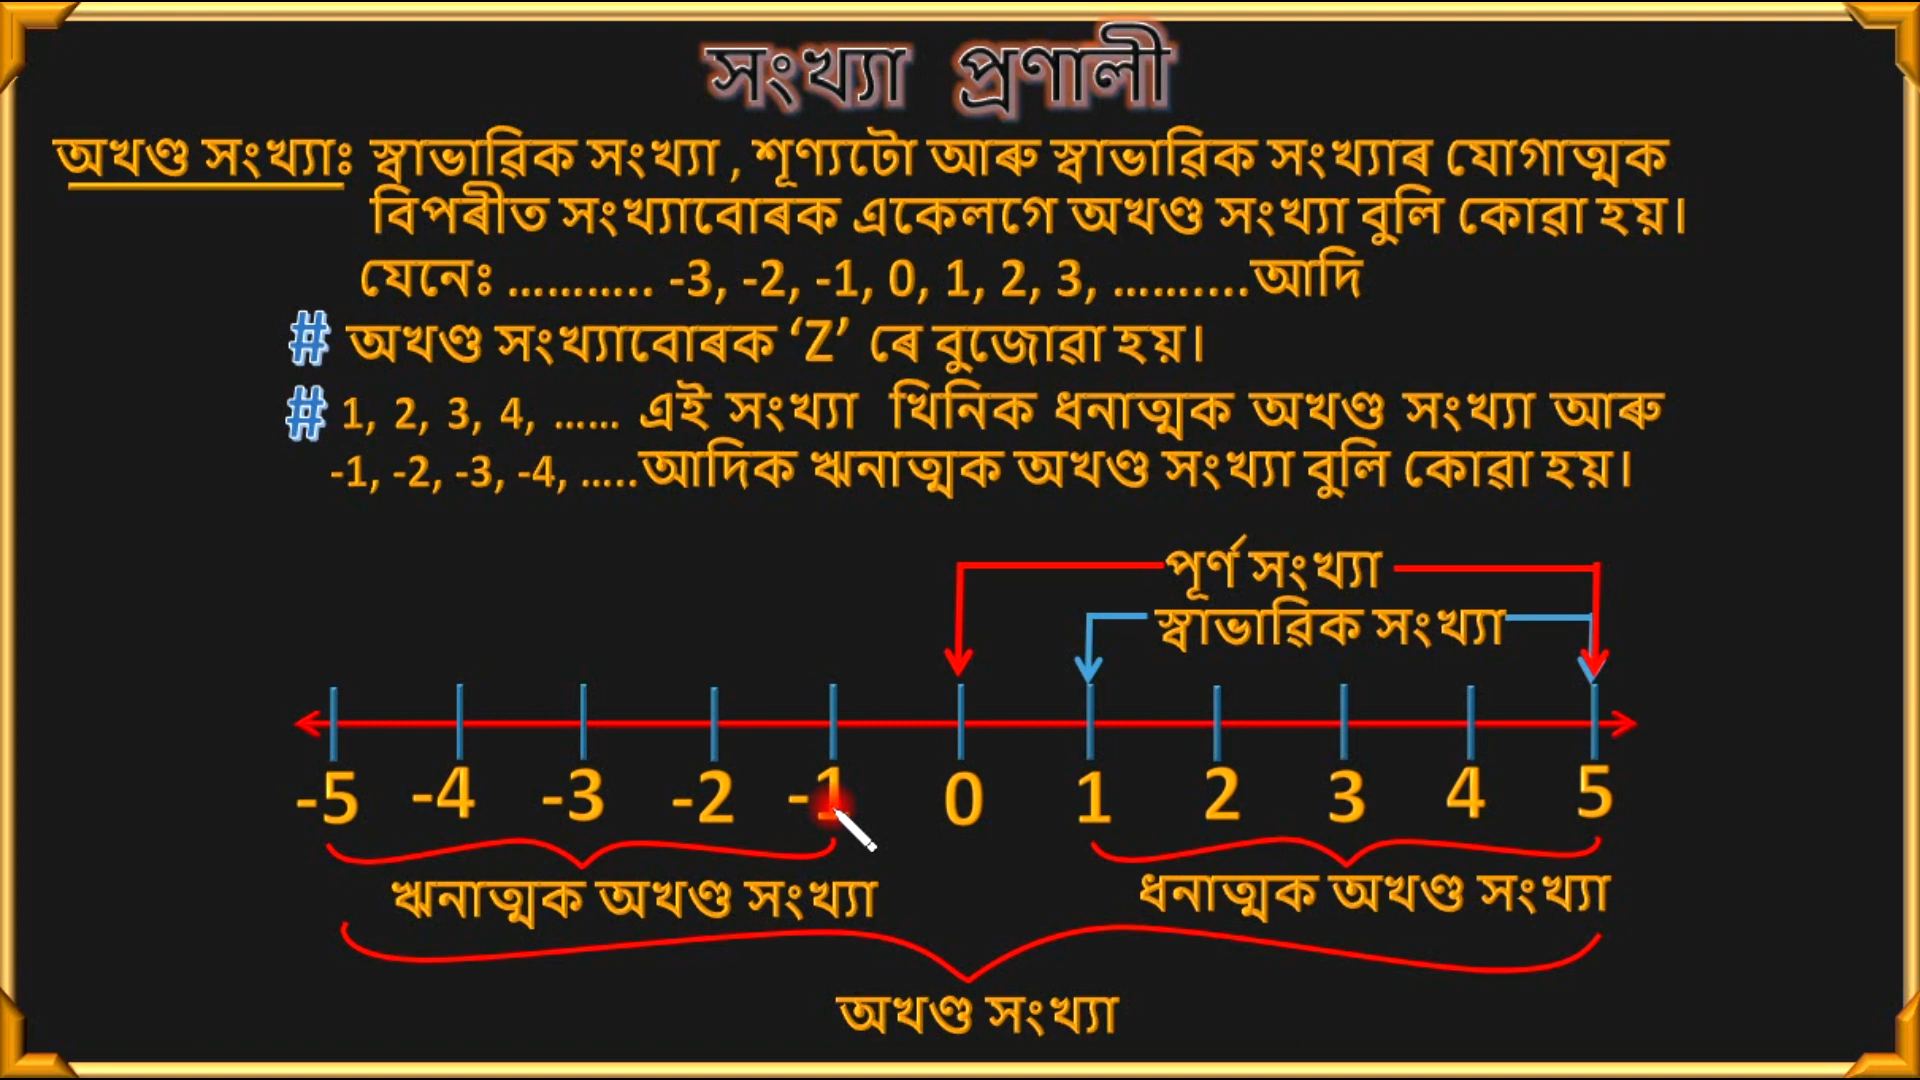 সংখ্যা প্ৰণালী
অখণ্ড সংখ্যাঃ স্বাভাৱিক সংখ্যা , শূণ্যটো আৰু স্বাভাৱিক সংখ্যাৰ যোগাত্মক
বিপৰীত সংখ্যাবোৰক একেলগে অখণ্ড সংখ্যা বুলি কোৱা হয়।
যেনেঃ ……….. -3, -2, -1, 0, 1, 2, 3, ……....আদি
# অখণ্ড সংখ্যাবোৰক ‘Z’ ৰে বুজোৱা হয়।
# 1, 2, 3, 4, …… এই সংখ্যা খিনিক ধনাত্মক অখণ্ড সংখ্যা আৰু
-1, -2, -3, -4, …..আদিক ঋনাত্মক অখণ্ড সংখ্যা বুলি কোৱা হয়।
পূৰ্ণ সংখ্যা
স্বাভাৱিক সংখ্যা
-5 -4 -3 -2 -1 0 1 2 3 4 5
ঋনাত্মক অখণ্ড সংখ্যা ধনাত্মক অখণ্ড সংখ্যা
অখণ্ড সংখ্যা